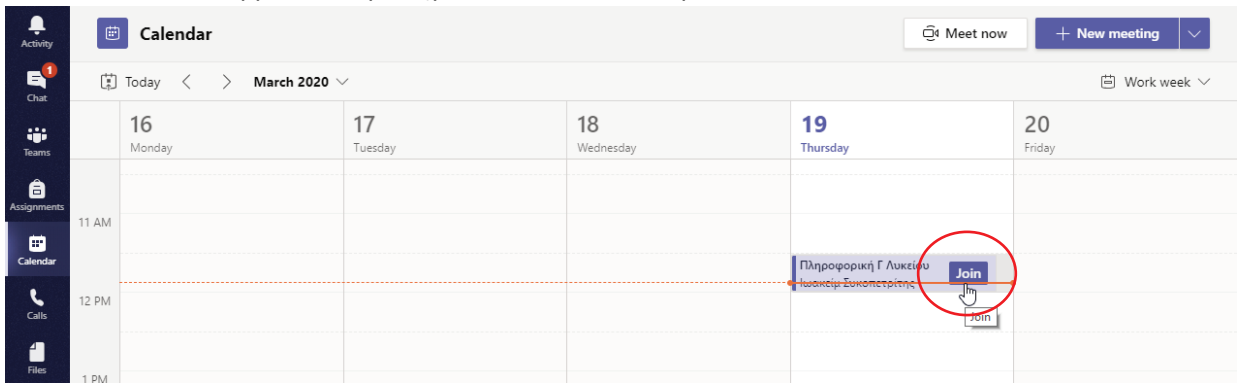 Activity
Calendar
Meet now
+ New meeting
1
Chat
Today
March 2020
Work week
Teams
16
Monday
17
Tuesday
18
Wednesday
19
Thursday
20
Friday
Assignments
11 AM
Calendar
Πληροφορική Γ Λυκείου
Ιωακείμ Συκοπετρίτης
Join
Join
Calls
12 PM
Files
1 PM